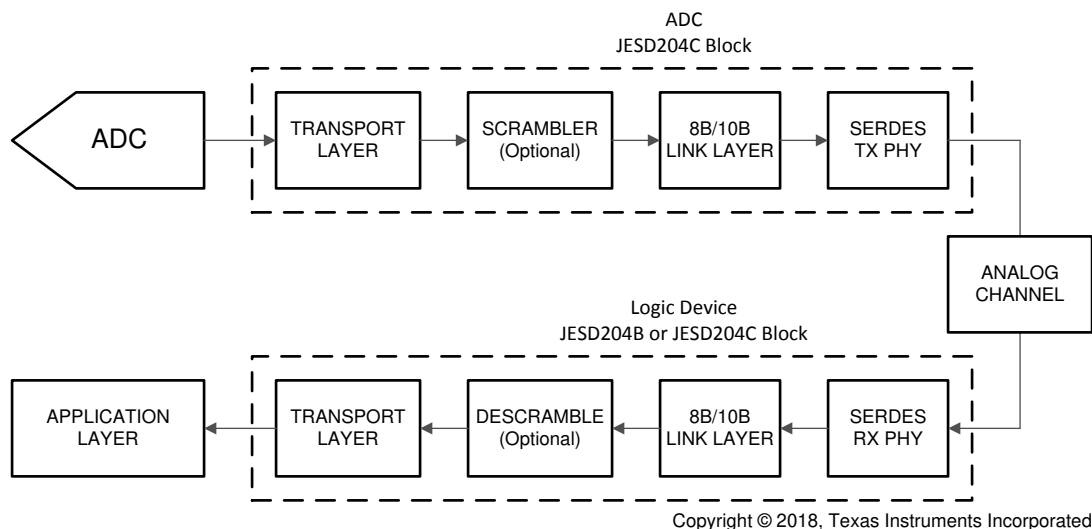 ADC
JESD204C Block
ADC
TRANSPORT
LAYER
SCRAMBLER
(Optional)
8B/10B
LINK LAYER
SERDES
TX PHY
ANALOG
CHANNEL
Logic Device
JESD204B or JESD204C Block
APPLICATION
LAYER
TRANSPORT
LAYER
DESCRAMBLE
(Optional)
8B/10B
LINK LAYER
SERDES
RX PHY
Copyright © 2018, Texas Instruments Incorporated